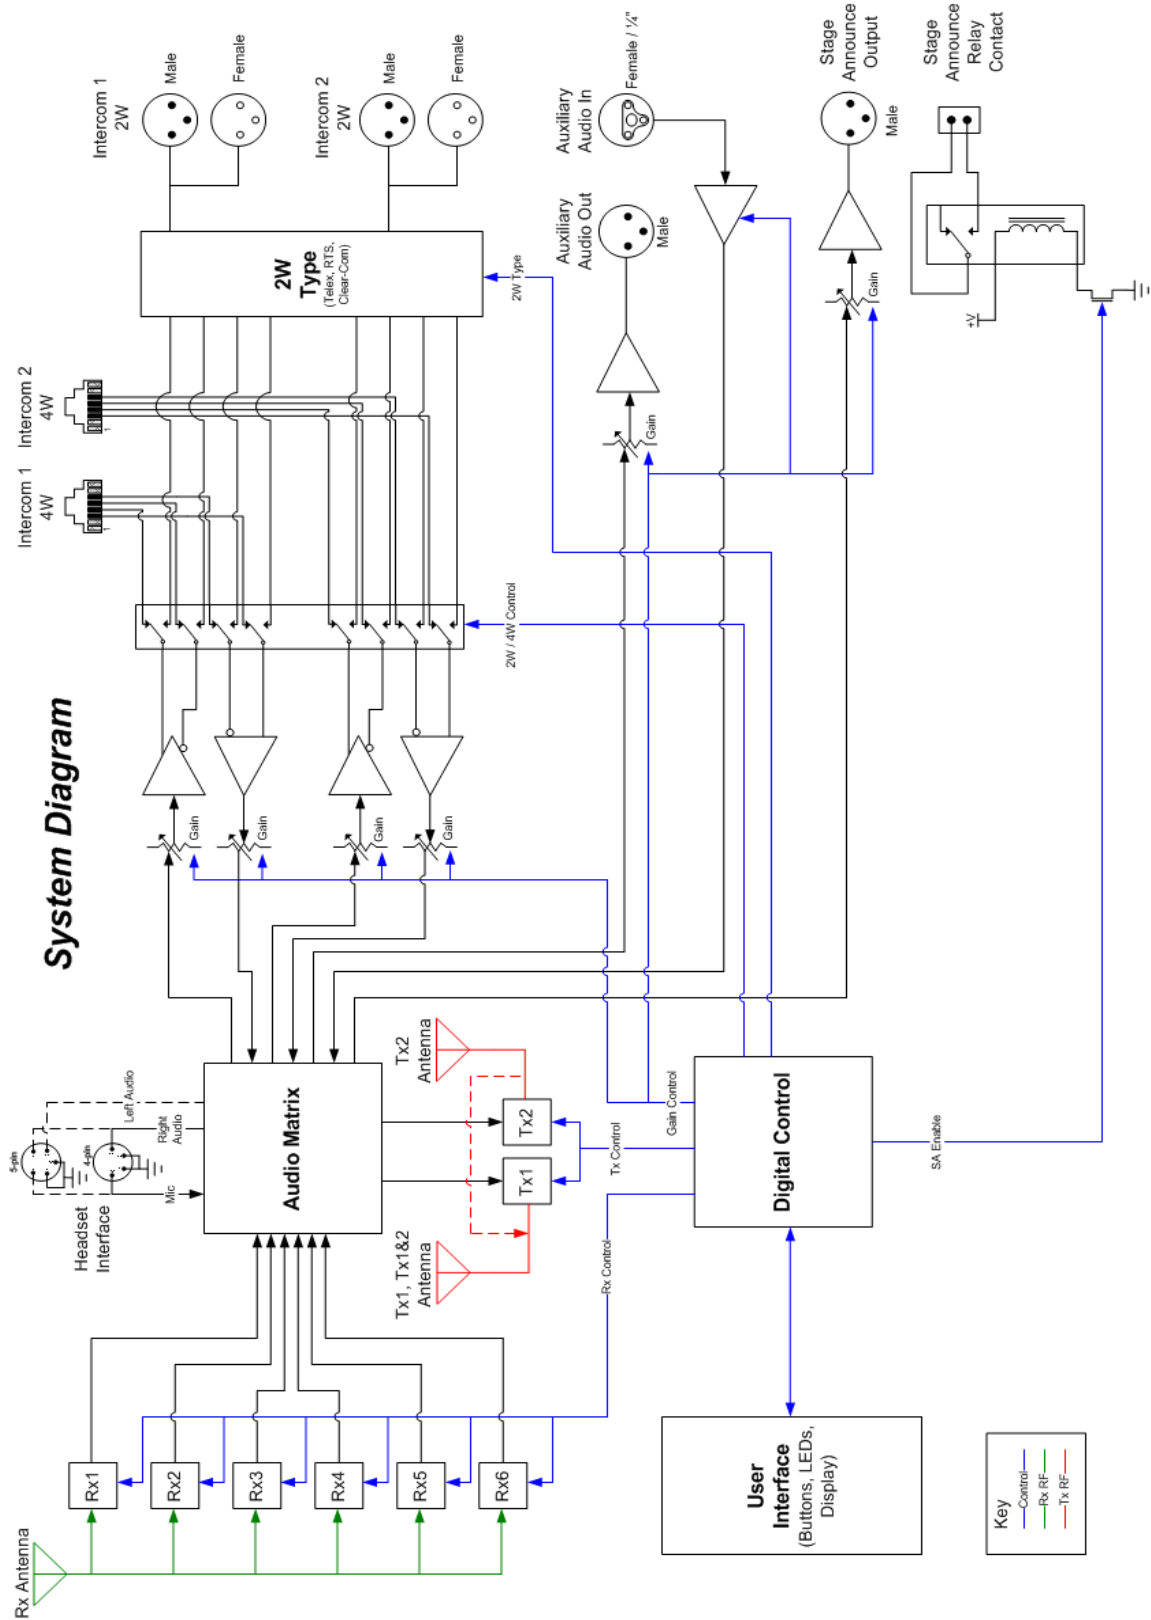 System Diagram
Rx Antenna
Rx1
Rx2
Rx3
Rx4
Rx5
Rx6
Headset
Interface
5-pin
4-pin
Mic
Left Audio
Right
Audio
Audio Matrix
Tx1, Tx1&2
Antenna
Tx2
Antenna
Tx1
Tx2
Rx Control
Tx Control
Gain Control
Digital Control
SA Enable
User
Interface
(Buttons, LEDs,
Display)
Key
Control
Rx RF
Tx RF
Gain
Gain
Gain
Gain
2W / 4W Control
2W Type
Intercom 1
4W
1
Intercom 2
4W
1
2W
Type
(Telex, RTS,
Clear-Com)
Intercom 1
2W
Male
Female
Intercom 2
2W
Male
Female
Gain
Auxiliary
Audio Out
Male
Auxiliary
Audio In
Female / ¼"
Gain
Stage
Announce
Output
Male
Stage
Announce
Relay
Contact
+V